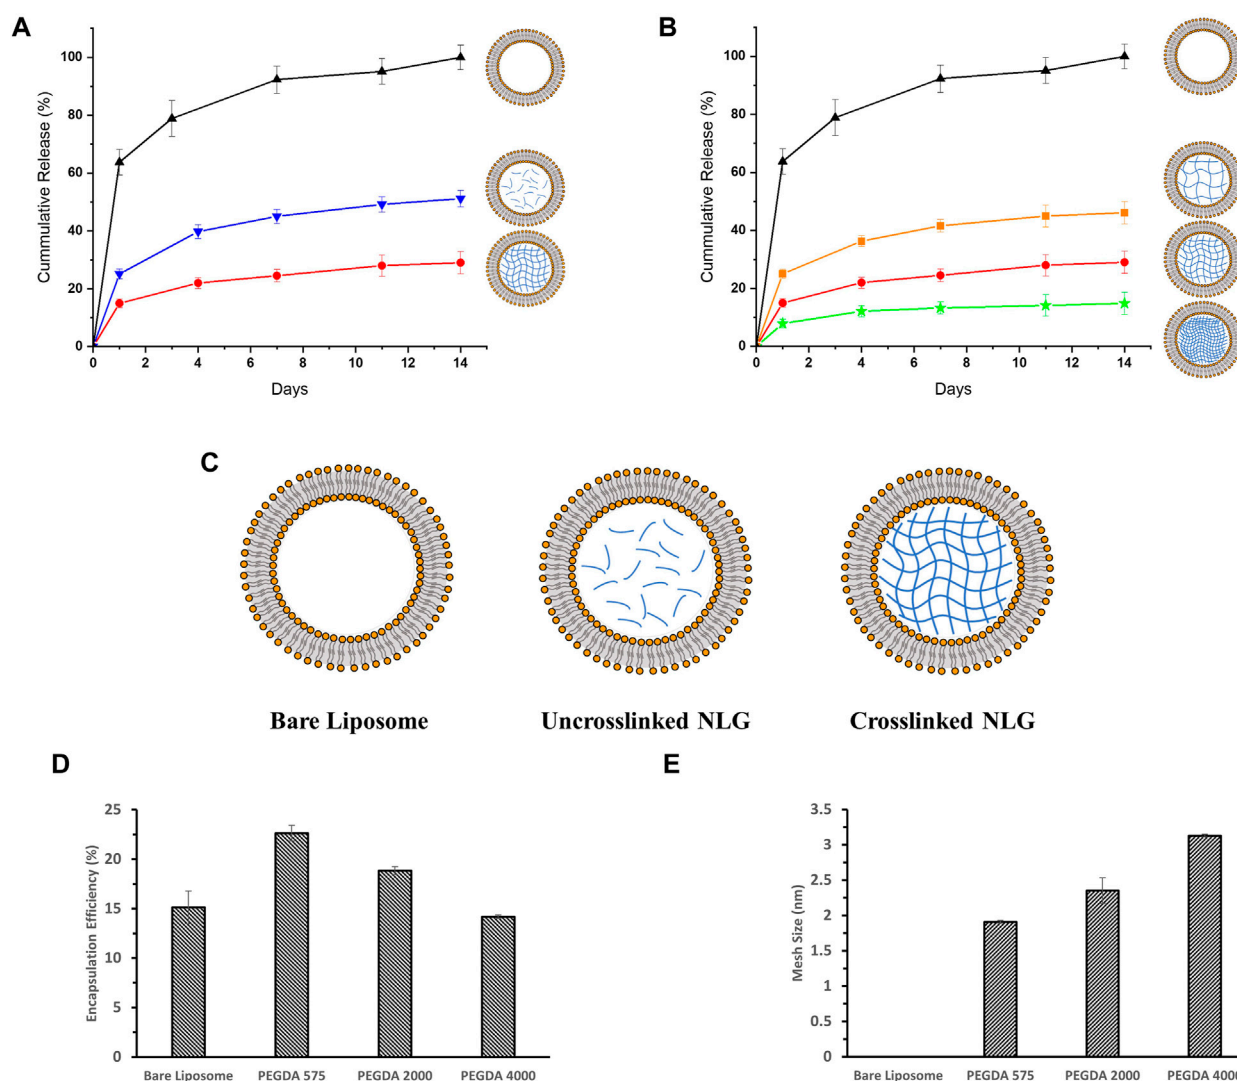 A
Cummulative Release (%)
100
80
60
40
20
0
0 2 4 6 8 10 12 14
Days
B
Cummulative Release (%)
100
80
60
40
20
0
0 2 4 6 8 10 12 14
Days
C
Bare Liposome Uncrosslinked NLG Crosslinked NLG
D
Encapsulation Efficiency (%)
25
20
15
10
5
0
Bare Liposome PEGDA 575 PEGDA 2000 PEGDA 4000
E
Mesh Size (nm)
3.5
3
2.5
2
1.5
1
0.5
0
Bare Liposome PEGDA 575 PEGDA 2000 PEGDA 4000